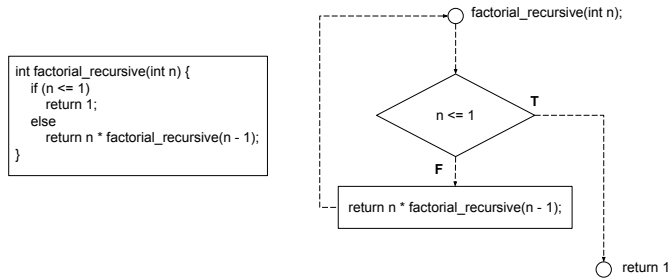 int factorial_recursive(int n) {
if (n <= 1)
return 1;
else
return n * factorial_recursive(n - 1);
}
factorial_recursive(int n);
n <= 1
T
F
return n * factorial_recursive(n - 1);
return 1